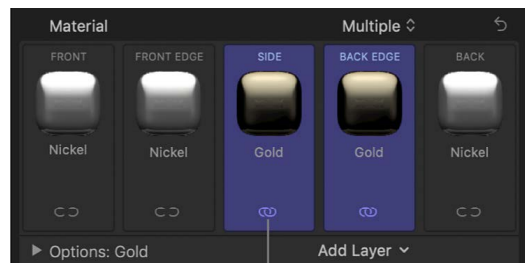 Material Multiple
FRONT FRONT EDGE SIDE BACK EDGE BACK
Nickel Nickel Gold Gold Nickel
Options: Gold Add Layer